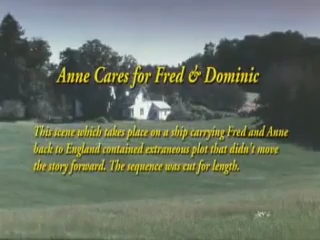 Anne Cares for Fred & Dominic
This scene which takes place on a ship carrying Fred and Anne
back to England contained extraneous plot that didn't move
the story forward. The sequence was cut for length.